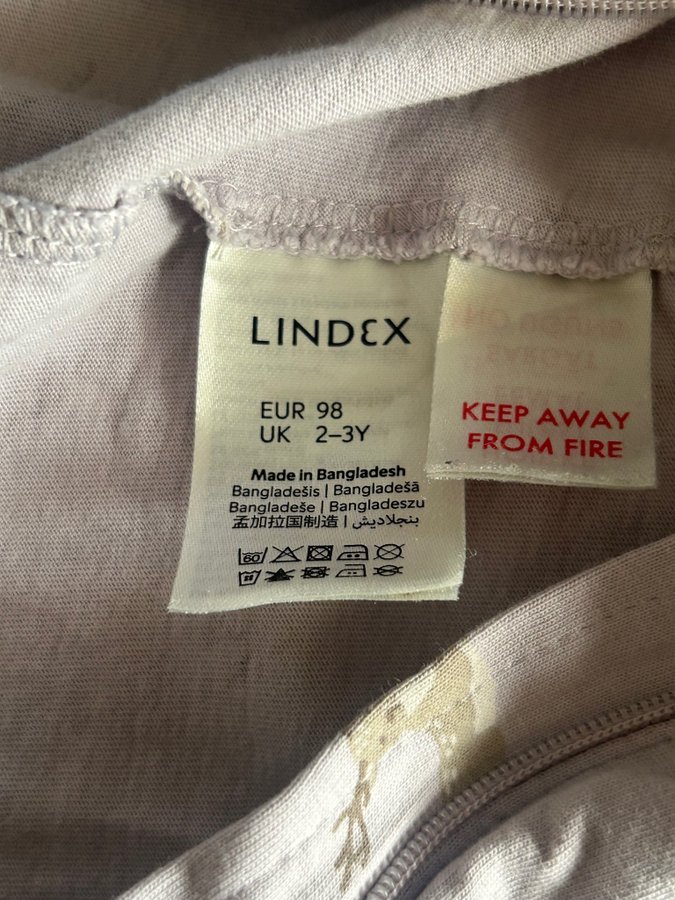 LINDEX
EUR 98
UK 2–3Y
Made in Bangladesh
Bangladešis | Bangladešā
Bangladeše | Bangladeszu
孟加拉国制造 | بنجلاديش
60
KEEP AWAY
FROM FIRE